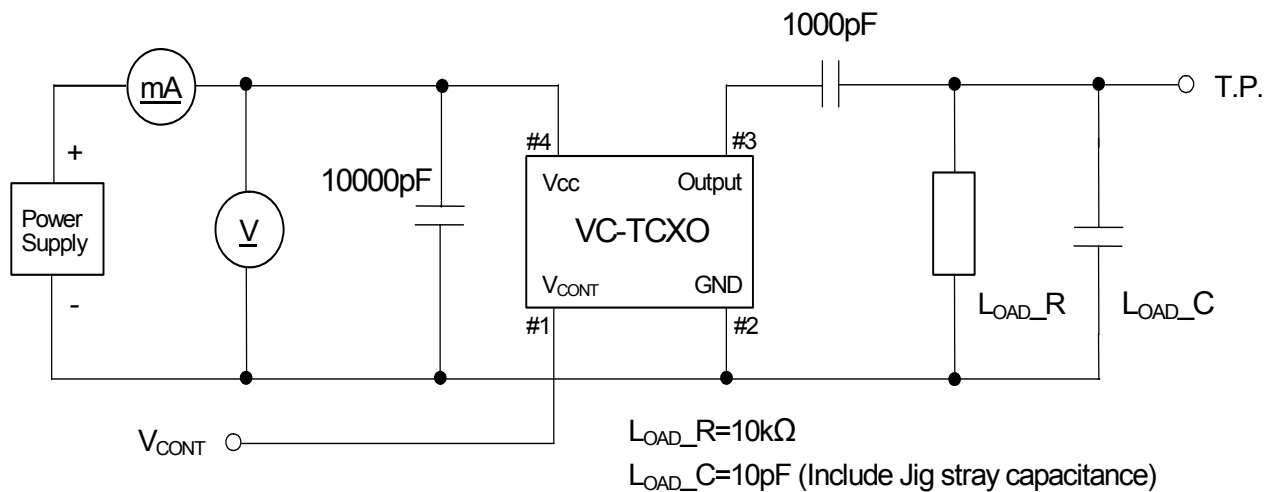 1000pF
mA
T.P.
#4
#3
+
10000pF
Vcc
Output
Power
Supply
V
VC-TCXO
-
VCONT
GND
#1
#2
LOAD_R
LOAD_C
VCONT
LOAD_R=10kΩ
LOAD_C=10pF (Include Jig stray capacitance)